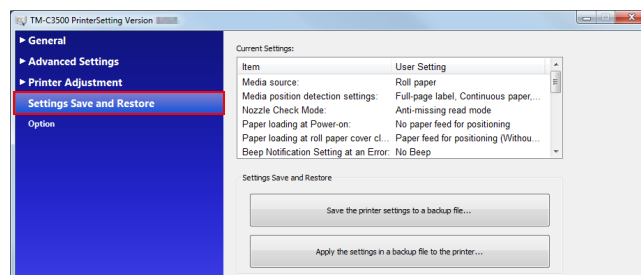 TM-C3500 PrinterSetting Version
General
Advanced Settings
Printer Adjustment
Settings Save and Restore
Option
Current Settings:
Item User Setting
Media source: Roll paper
Media position detection settings: Full-page label, Continuous paper,...
Nozzle Check Mode: Anti-missing read mode
Paper loading at Power-on: No paper feed for positioning
Paper loading at roll paper cover cl... Paper feed for positioning (Withou...
Beep Notification Setting at an Error: No Beep
Settings Save and Restore
Save the printer settings to a backup file...
Apply the settings in a backup file to the printer...